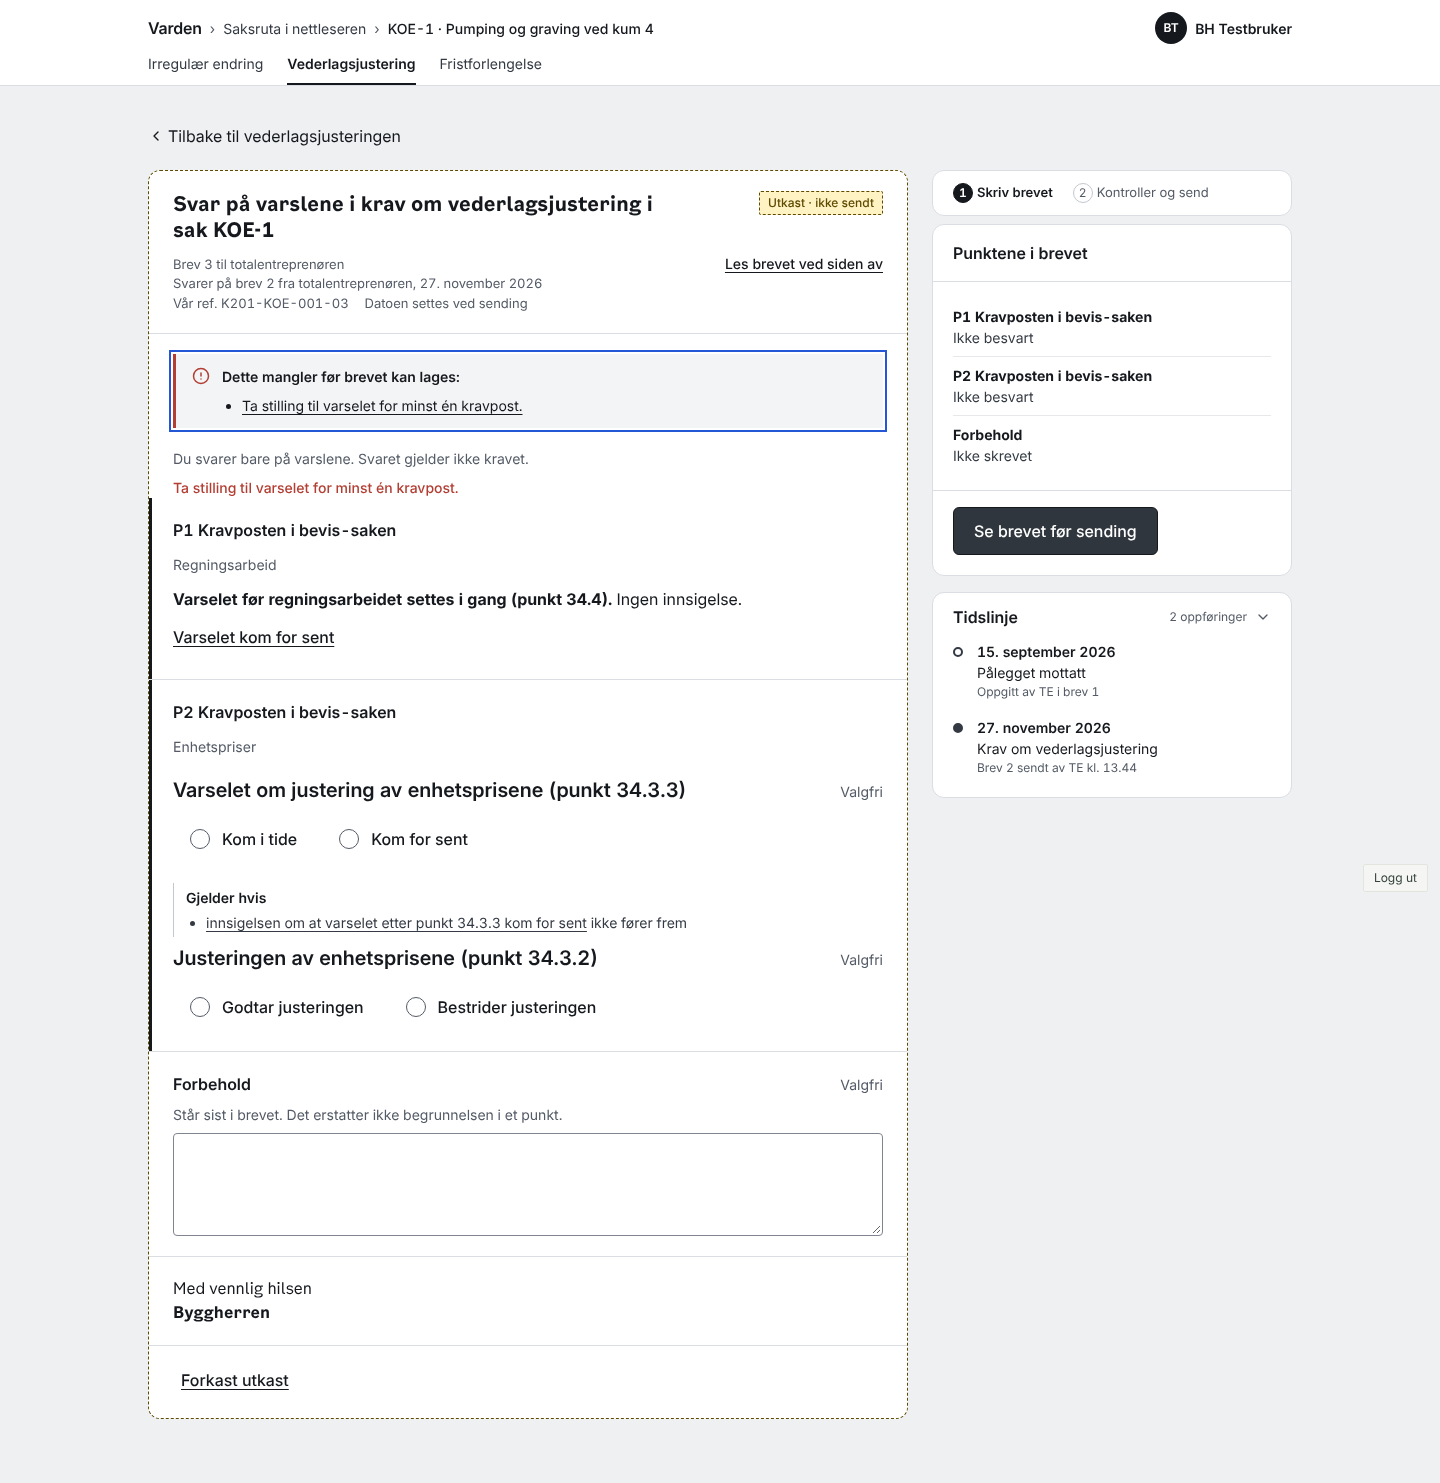 Varden › Saksruta i nettleseren › KOE-1 · Pumping og graving ved kum 4
BT BH Testbruker
Irregulær endring Vederlagsjustering Fristforlengelse
Tilbake til vederlagsjusteringen
Svar på varslene i krav om vederlagsjustering i
sak KOE-1
Utkast · ikke sendt
Brev 3 til totalentreprenøren
Les brevet ved siden av
Svarer på brev 2 fra totalentreprenøren, 27. november 2026
Vår ref. K201-KOE-001-03 Datoen settes ved sending
Dette mangler før brevet kan lages:
• Ta stilling til varselet for minst én kravpost.
Du svarer bare på varslene. Svaret gjelder ikke kravet.
Ta stilling til varselet for minst én kravpost.
P1 Kravposten i bevis-saken
Regningsarbeid
Varselet før regningsarbeidet settes i gang (punkt 34.4). Ingen innsigelse.
Varselet kom for sent
P2 Kravposten i bevis-saken
Enhetspriser
Varselet om justering av enhetsprisene (punkt 34.3.3) Valgfri
Kom i tide Kom for sent
Gjelder hvis
• innsigelsen om at varselet etter punkt 34.3.3 kom for sent ikke fører frem
Justeringen av enhetsprisene (punkt 34.3.2) Valgfri
Godtar justeringen Bestrider justeringen
Forbehold Valgfri
Står sist i brevet. Det erstatter ikke begrunnelsen i et punkt.
Med vennlig hilsen
Byggherren
Forkast utkast
1 Skriv brevet 2 Kontroller og send
Punktene i brevet
P1 Kravposten i bevis-saken
Ikke besvart
P2 Kravposten i bevis-saken
Ikke besvart
Forbehold
Ikke skrevet
Se brevet før sending
Tidslinje 2 oppføringer
15. september 2026
Pålegget mottatt
Oppgitt av TE i brev 1
27. november 2026
Krav om vederlagsjustering
Brev 2 sendt av TE kl. 13.44
Logg ut